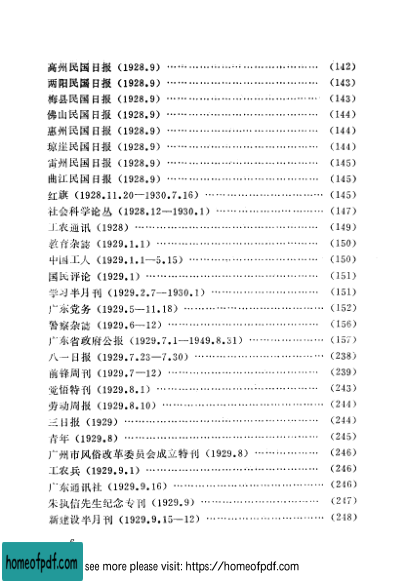 高州民国日报（1928.9）……………………………………（142）
两阳民国日报（1928.9）……………………………………（143）
梅县民国日报（1928.9）……………………………………（143）
佛山民国日报（1928.9）……………………………………（144）
惠州民国日报（1928.9）……………………………………（144）
琼崖民国日报（1928.9）……………………………………（144）
雷州民国日报（1928.9）……………………………………（145）
曲江民国日报（1928.9）……………………………………（145）
红旗（1928.11.20—1930.7.16）……………………………（145）
社会科学论丛（1928.12—1930.1）…………………………（147）
工农通讯（1928）……………………………………………（149）
教育杂志（1929.1.1）………………………………………（150）
中国工人（1929.1.1—5.15）………………………………（150）
国民评论（1929.1）…………………………………………（151）
学习半月刊（1929.2.7—1930.1）…………………………（151）
广东党务（1929.5—11.18）…………………………………（152）
警察杂志（1929.6—12）……………………………………（156）
广东省政府公报（1929.7.1—1949.8.31）…………………（157）
八一日报（1929.7.23—7.30）………………………………（238）
前锋周刊（1929.7—12）……………………………………（239）
觉悟特刊（1929.8.1）………………………………………（243）
劳动周报（1929.8.10）………………………………………（244）
三日报（1929）………………………………………………（244）
青年（1929.8）………………………………………………（245）
广州市风俗改革委员会成立特刊（1929.8）………………（246）
工农兵（1929.9.1）…………………………………………（246）
广东通讯社（1929.9.16）……………………………………（246）
朱执信先生纪念专刊（1929.9）……………………………（247）
新建设半月刊（1929.9.15—12）……………………………（248）
homeofpdf.com
see more please visit: https://homeofpdf.com